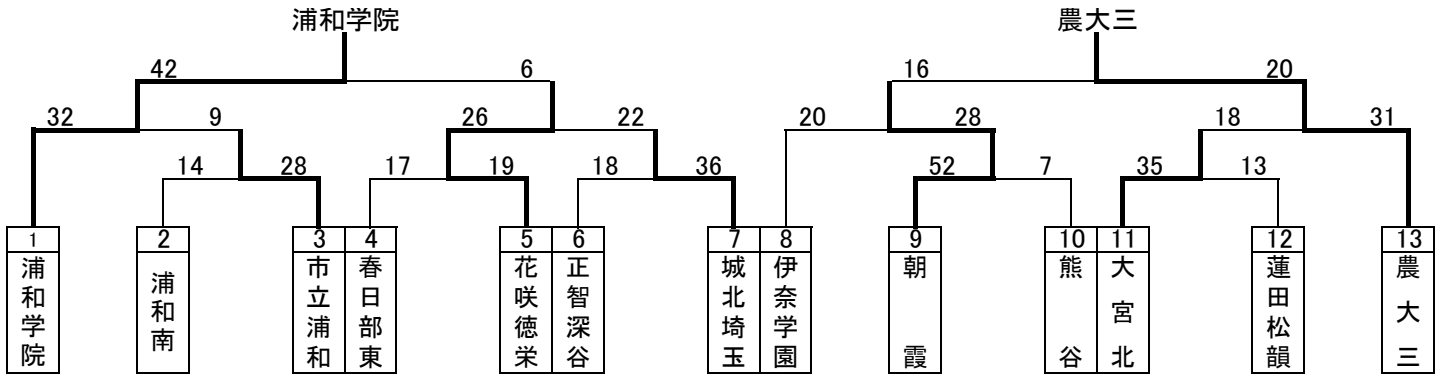 浦和学院 農大三
42 6 16 20
32 9 26 22 20 28 18 31
14 28 17 19 18 36 52 7 35 13
1 2 3 4 5 6 7 8 9 10 11 12 13
浦和学院
浦和南
市立浦和
春日部東
花咲徳栄
正智深谷
城北埼玉
伊奈学園
朝霞
熊谷
大宮北
蓮田松韻
農大三